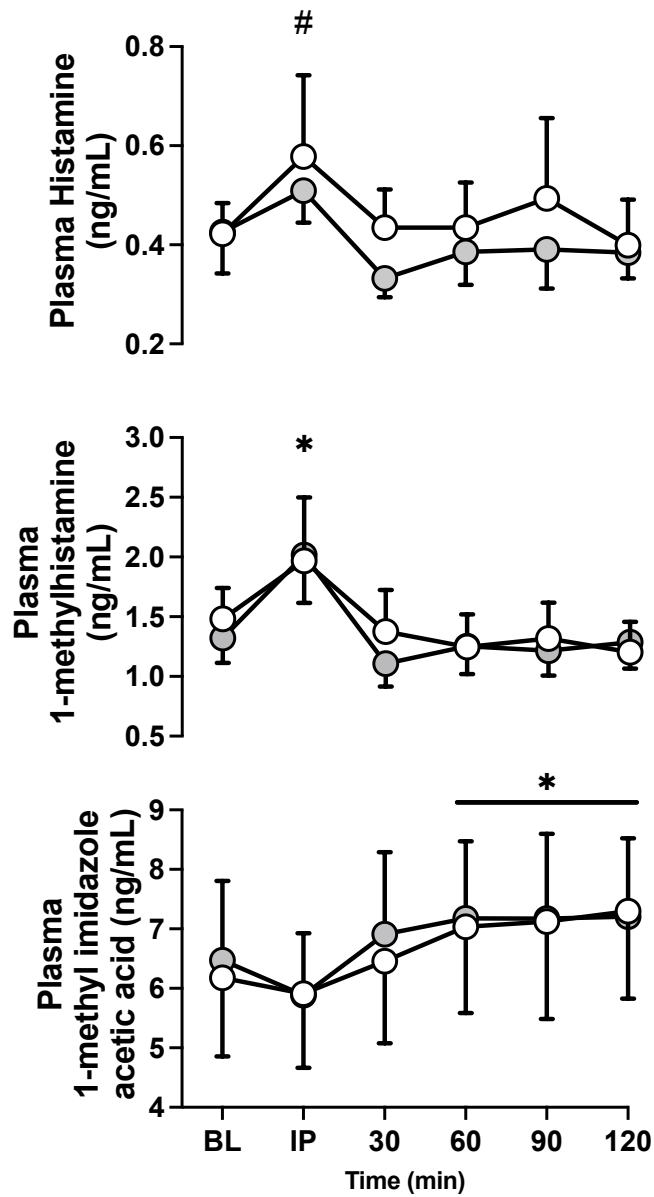 #
Plasma Histamine
(ng/mL)
0.8
0.6
0.4
0.2
Plasma
1-methylhistamine
(ng/mL)
3.0
2.5
2.0
1.5
1.0
0.5
*
Plasma
1-methyl imidazole
acetic acid (ng/mL)
9
8
7
6
5
4
*
BL IP 30 60 90 120
Time (min)